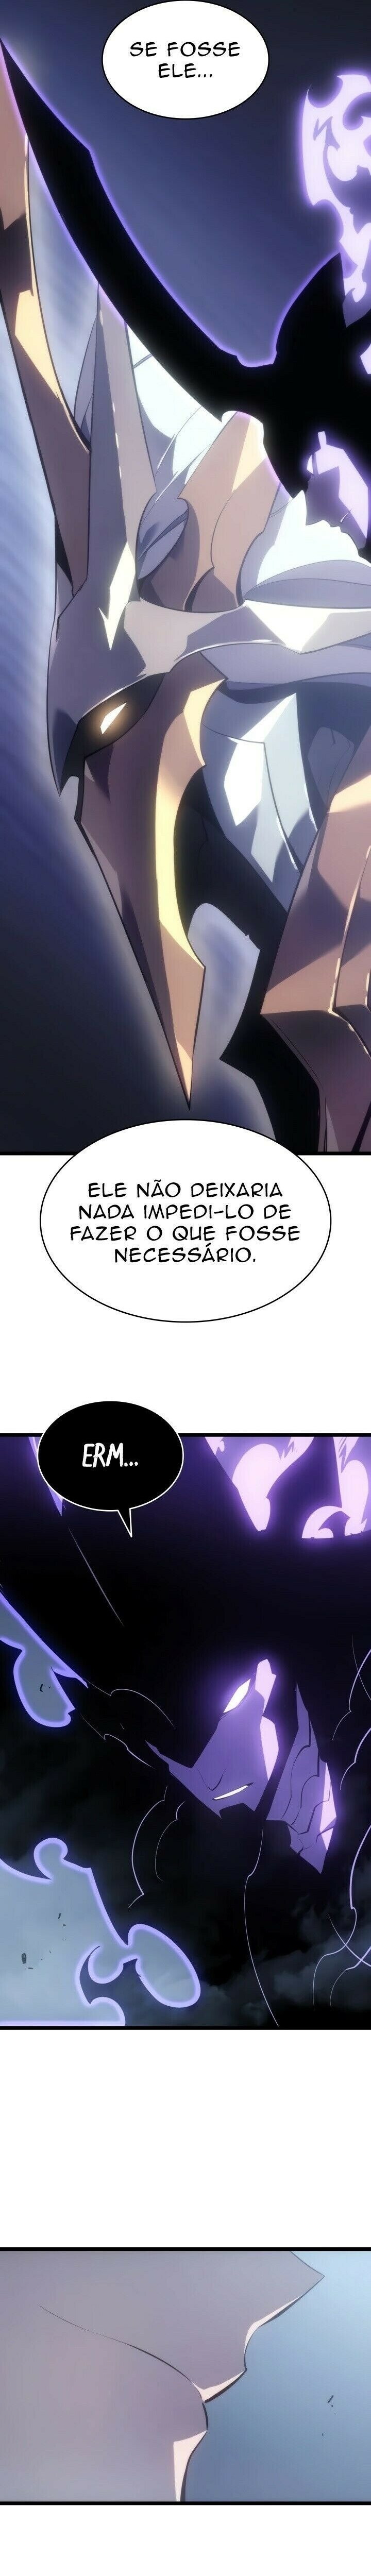 SE FOSSE
ELE...
ELE NÃO DEIXARIA
NADA IMPEDI-LO DE
FAZER O QUE FOSSE
NECESSÁRIO.
ERM...